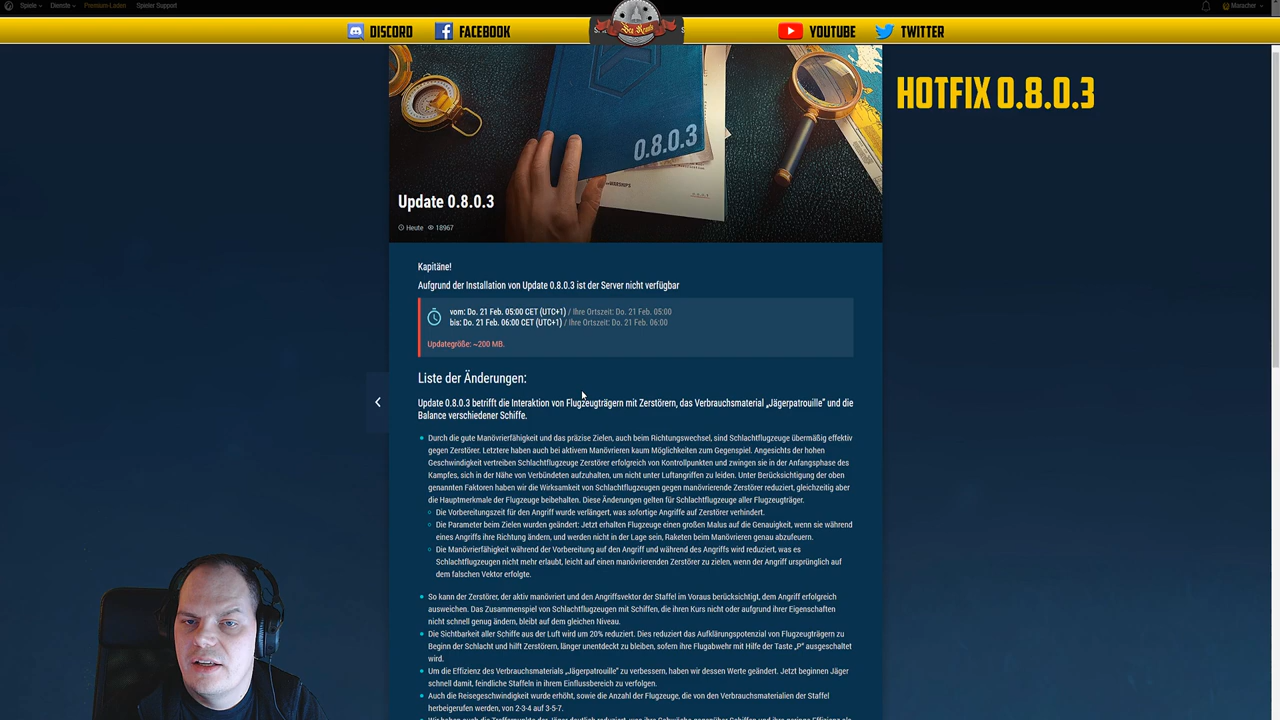 Spiele Dienste Premium-Laden Spieler Support Maracher
DISCORD FACEBOOK YOUTUBE TWITTER
HOTFIX 0.8.0.3
0.8.0.3
Update 0.8.0.3
Heute 18967
Kapitäne!
Aufgrund der Installation von Update 0.8.0.3 ist der Server nicht verfügbar
vom: Do. 21 Feb. 05:00 CET (UTC+1) / Ihre Ortszeit: Do. 21 Feb. 05:00
bis: Do. 21 Feb. 06:00 CET (UTC+1) / Ihre Ortszeit: Do. 21 Feb. 06:00
Updategröße: ~200 MB.
Liste der Änderungen:
Update 0.8.0.3 betrifft die Interaktion von Flugzeugträgern mit Zerstörern, das Verbrauchsmaterial „Jägerpatrouille" und die
Balance verschiedener Schiffe.
Durch die gute Manövrierfähigkeit und das präzise Zielen, auch beim Richtungswechsel, sind Schlachtflugzeuge übermäßig effektiv
gegen Zerstörer. Letztere haben auch bei aktivem Manövrieren kaum Möglichkeiten zum Gegenspiel. Angesichts der hohen
Geschwindigkeit vertreiben Schlachtflugzeuge Zerstörer erfolgreich von Kontrollpunkten und zwingen sie in der Anfangsphase des
Kampfes, sich in der Nähe von Verbündeten aufzuhalten, um nicht unter Luftangriffen zu leiden. Unter Berücksichtigung der oben
genannten Faktoren haben wir die Wirksamkeit von Schlachtflugzeugen gegen manövrierende Zerstörer reduziert, gleichzeitig aber
die Hauptmerkmale der Flugzeuge beibehalten. Diese Änderungen gelten für Schlachtflugzeuge aller Flugzeugträger.
Die Vorbereitungszeit für den Angriff wurde verlängert, was sofortige Angriffe auf Zerstörer verhindert.
Die Parameter beim Zielen wurden geändert: Jetzt erhalten Flugzeuge einen großen Malus auf die Genauigkeit, wenn sie während
eines Angriffs ihre Richtung ändern, und werden nicht in der Lage sein, Raketen beim Manövrieren genau abzufeuern.
Die Manövrierfähigkeit während der Vorbereitung auf den Angriff und während des Angriffs wird reduziert, was es
Schlachtflugzeugen nicht mehr erlaubt, leicht auf einen manövrierenden Zerstörer zu zielen, wenn der Angriff ursprünglich auf
dem falschen Vektor erfolgte.
So kann der Zerstörer, der aktiv manövriert und den Angriffsvektor der Staffel im Voraus berücksichtigt, dem Angriff erfolgreich
ausweichen. Das Zusammenspiel von Schlachtflugzeugen mit Schiffen, die ihren Kurs nicht oder aufgrund ihrer Eigenschaften
nicht schnell genug ändern, bleibt auf dem gleichen Niveau.
Die Sichtbarkeit aller Schiffe aus der Luft wird um 20% reduziert. Dies reduziert das Aufklärungspotenzial von Flugzeugträgern zu
Beginn der Schlacht und hilft Zerstörern, länger unentdeckt zu bleiben, sofern ihre Flugabwehr mit Hilfe der Taste „P" ausgeschaltet
wird.
Um die Effizienz des Verbrauchsmaterials „Jägerpatrouille" zu verbessern, haben wir dessen Werte geändert. Jetzt beginnen Jäger
schnell damit, feindliche Staffeln in ihrem Einflussbereich zu verfolgen.
Auch die Reisegeschwindigkeit wurde erhöht, sowie die Anzahl der Flugzeuge, die von den Verbrauchsmaterialien der Staffel
herbeigerufen werden, von 2-3-4 auf 3-5-7.